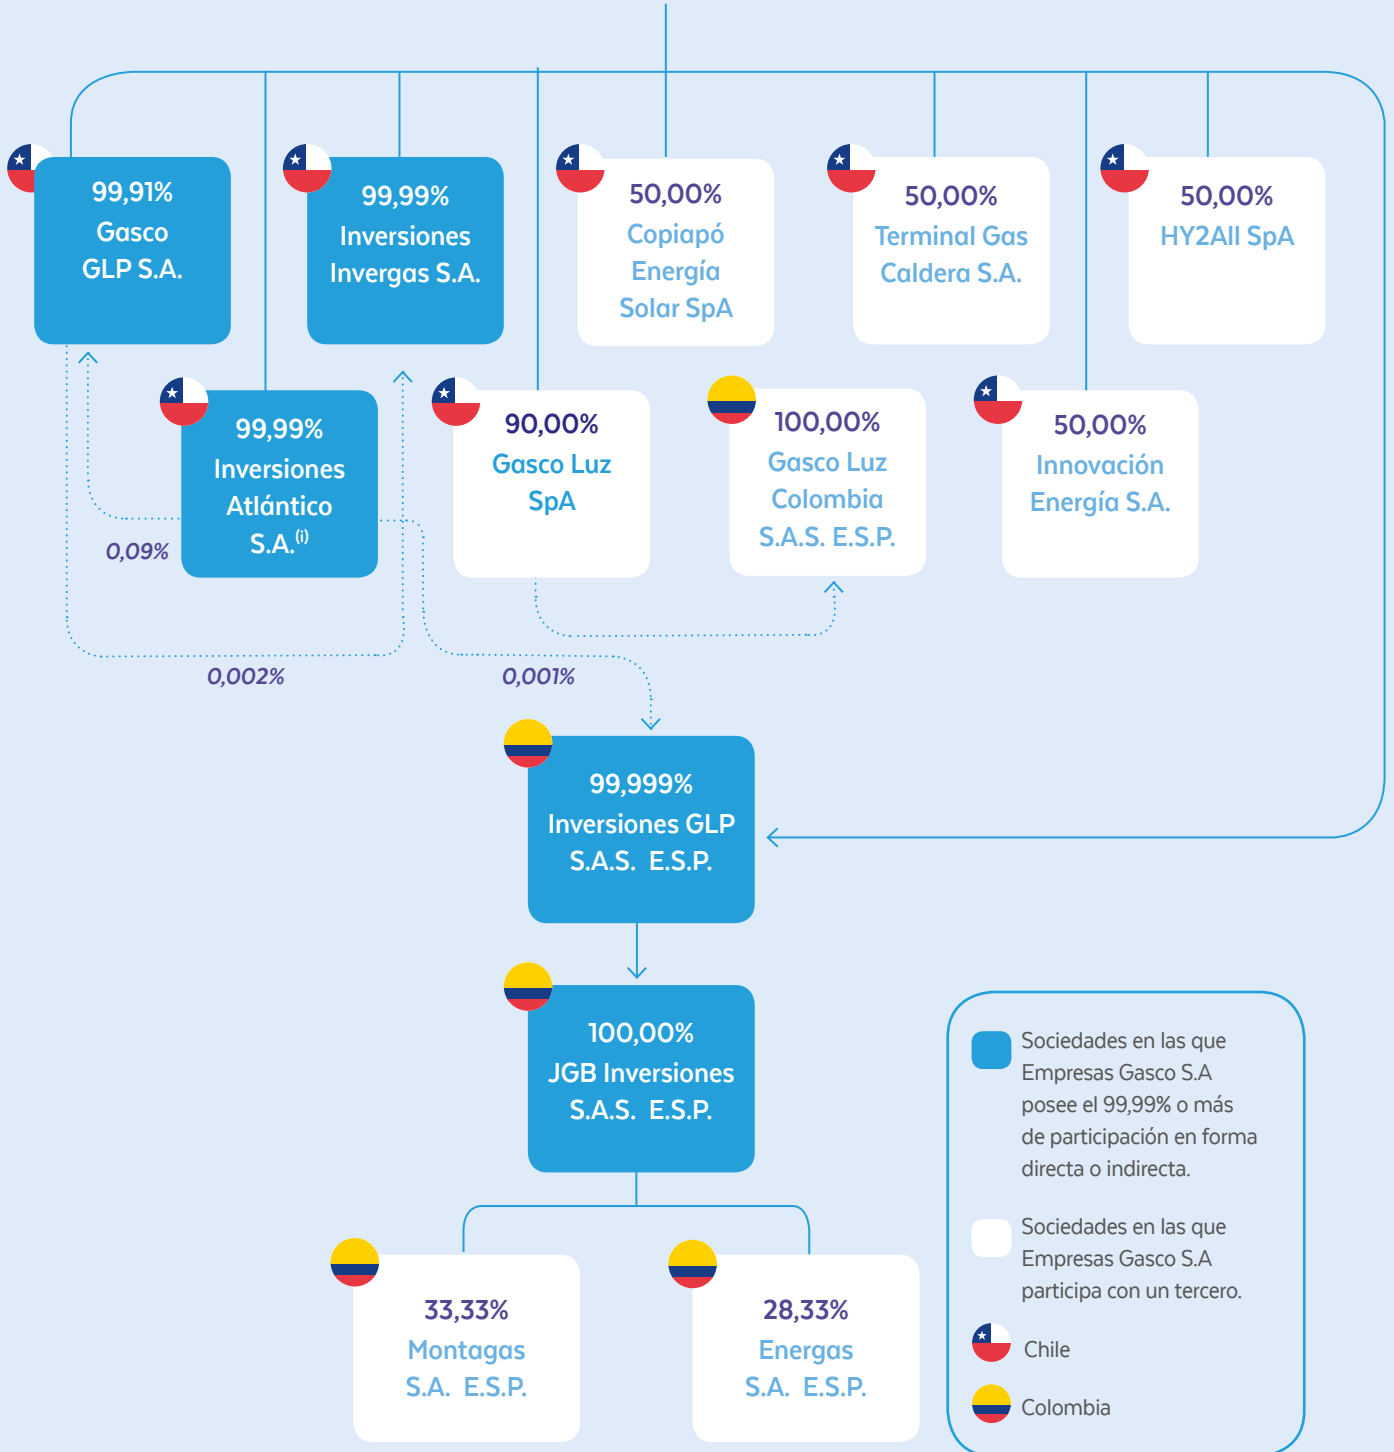 99,91%
Gasco
GLP S.A.
99,99%
Inversiones
Invergas S.A.
50,00%
Copiapó
Energía
Solar SpA
50,00%
Terminal Gas
Caldera S.A.
50,00%
HY2All SpA
99,99%
Inversiones
Atlántico
S.A.(i)
90,00%
Gasco Luz
SpA
100,00%
Gasco Luz
Colombia
S.A.S. E.S.P.
50,00%
Innovación
Energía S.A.
0,09%
0,002%
0,001%
99,999%
Inversiones GLP
S.A.S. E.S.P.
100,00%
JGB Inversiones
S.A.S. E.S.P.
33,33%
Montagas
S.A. E.S.P.
28,33%
Energas
S.A. E.S.P.
Sociedades en las que
Empresas Gasco S.A
posee el 99,99% o más
de participación en forma
directa o indirecta.
Sociedades en las que
Empresas Gasco S.A
participa con un tercero.
Chile
Colombia